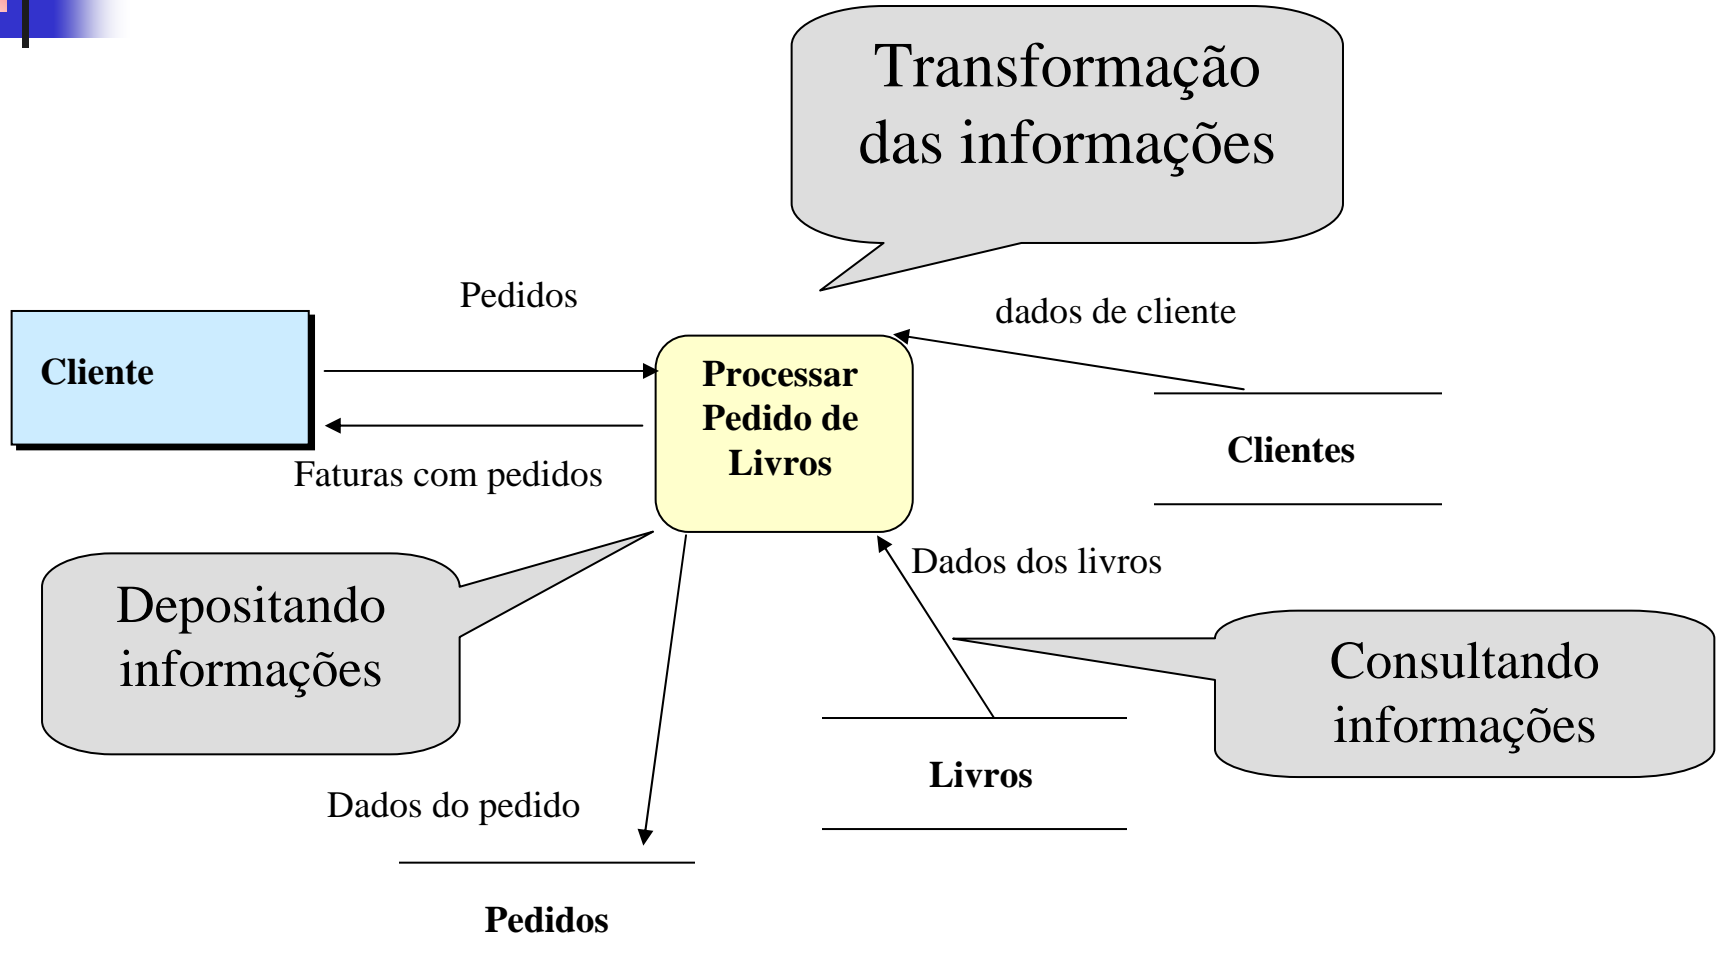 Transformação
das informações
Pedidos
dados de cliente
Cliente
Processar
Pedido de
Livros
Clientes
Faturas com pedidos
Dados dos livros
Depositando
informações
Consultando
informações
Livros
Dados do pedido
Pedidos